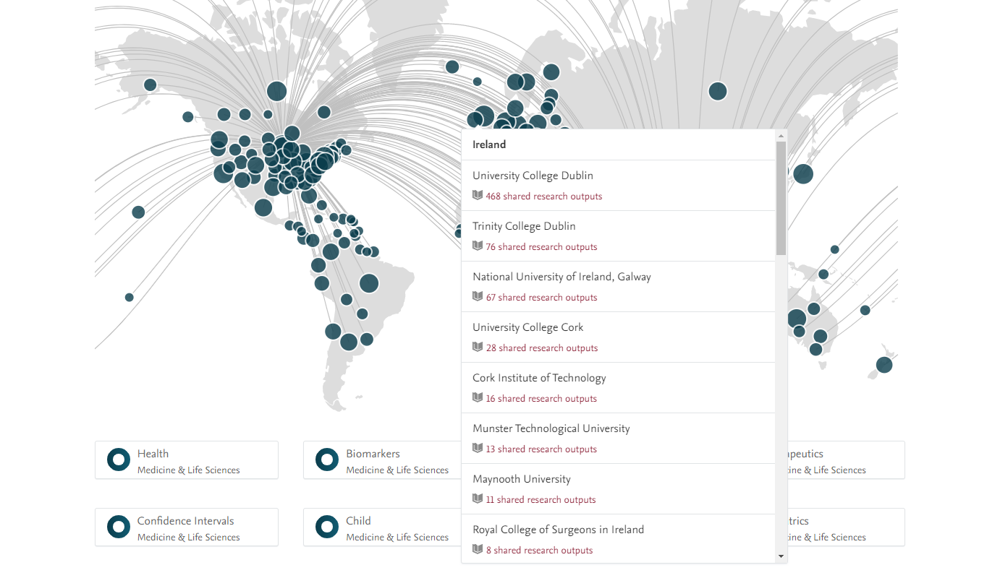 Ireland
University College Dublin
468 shared research outputs
Trinity College Dublin
76 shared research outputs
National University of Ireland, Galway
67 shared research outputs
University College Cork
28 shared research outputs
Cork Institute of Technology
16 shared research outputs
Munster Technological University
13 shared research outputs
Maynooth University
11 shared research outputs
Royal College of Surgeons in Ireland
8 shared research outputs
Health
Medicine & Life Sciences
Biomarkers
Medicine & Life Sciences
apeutics
ine & Life Sciences
Confidence Intervals
Medicine & Life Sciences
Child
Medicine & Life Sciences
trics
ine & Life Sciences